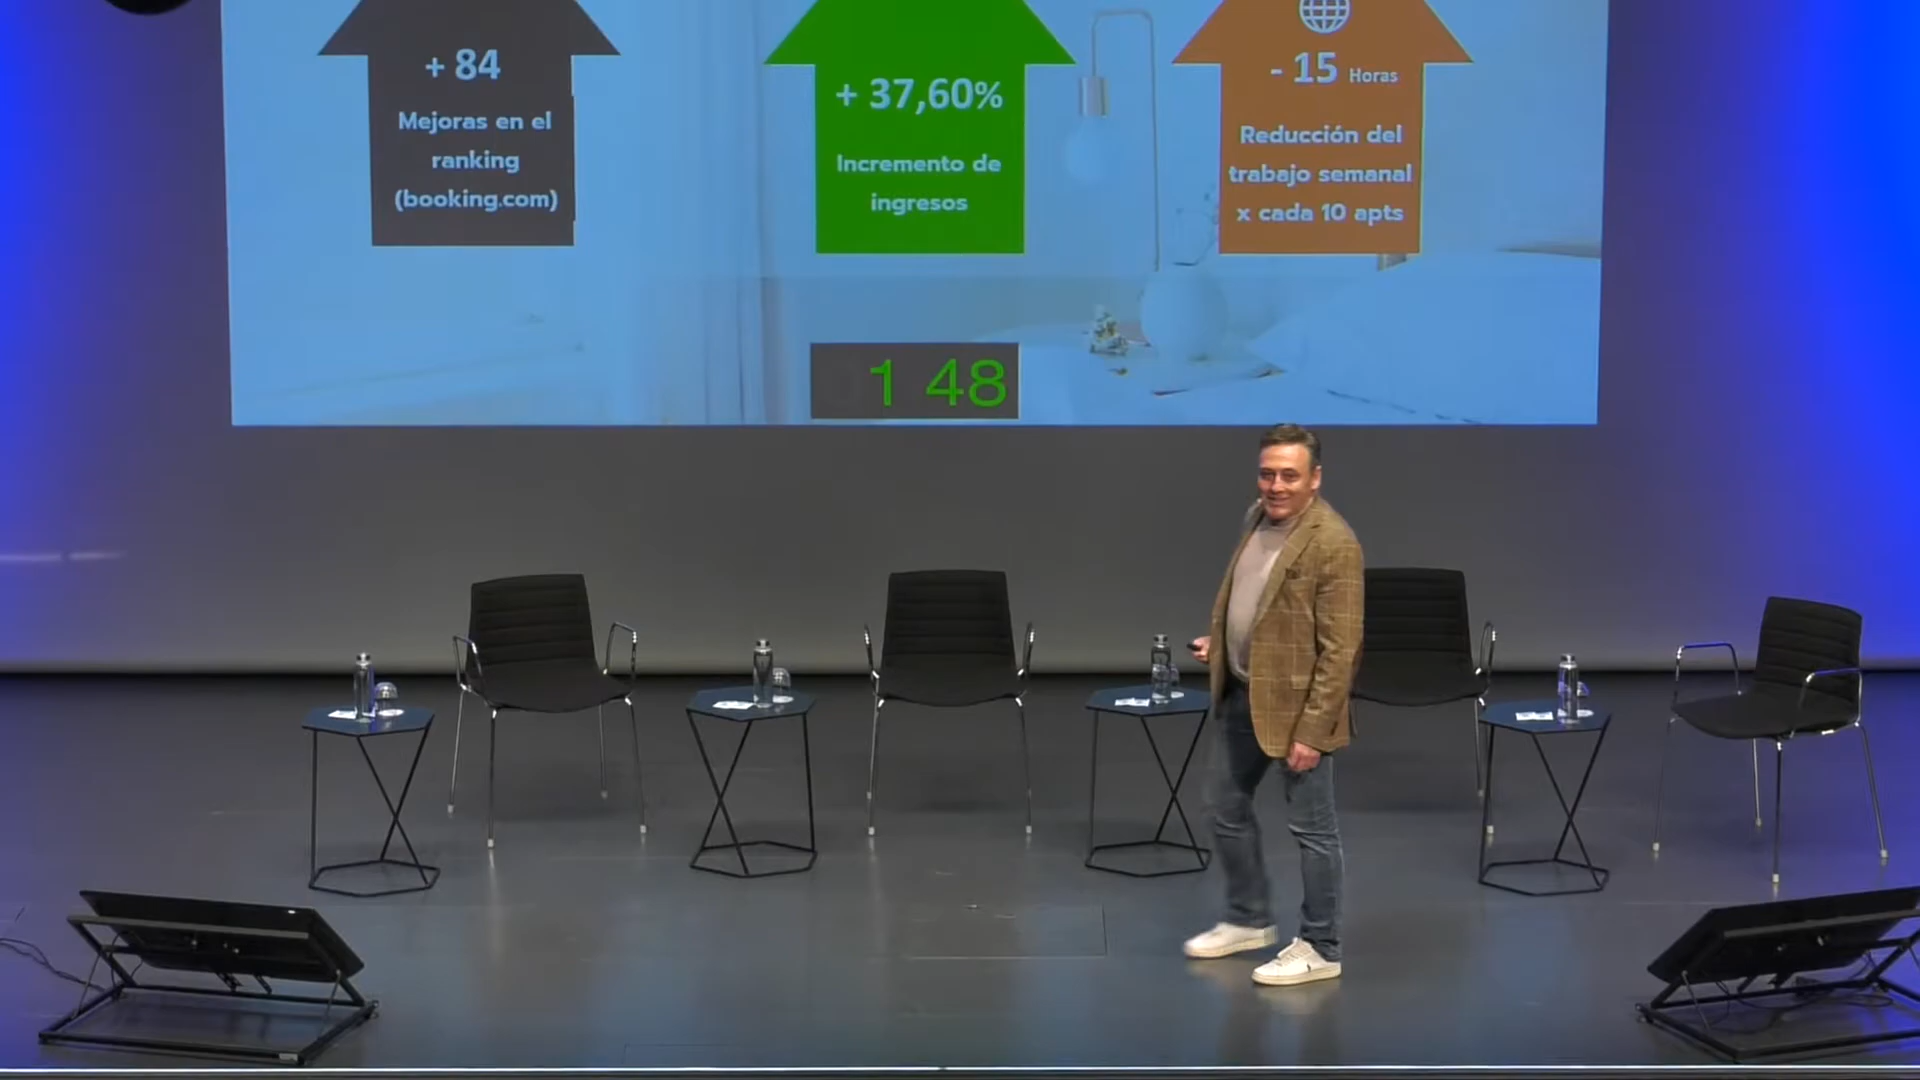 + 84
Mejoras en el
ranking
(booking.com)
+ 37,60%
Incremento de
ingresos
- 15 Horas
Reducción del
trabajo semanal
x cada 10 apts
1 48